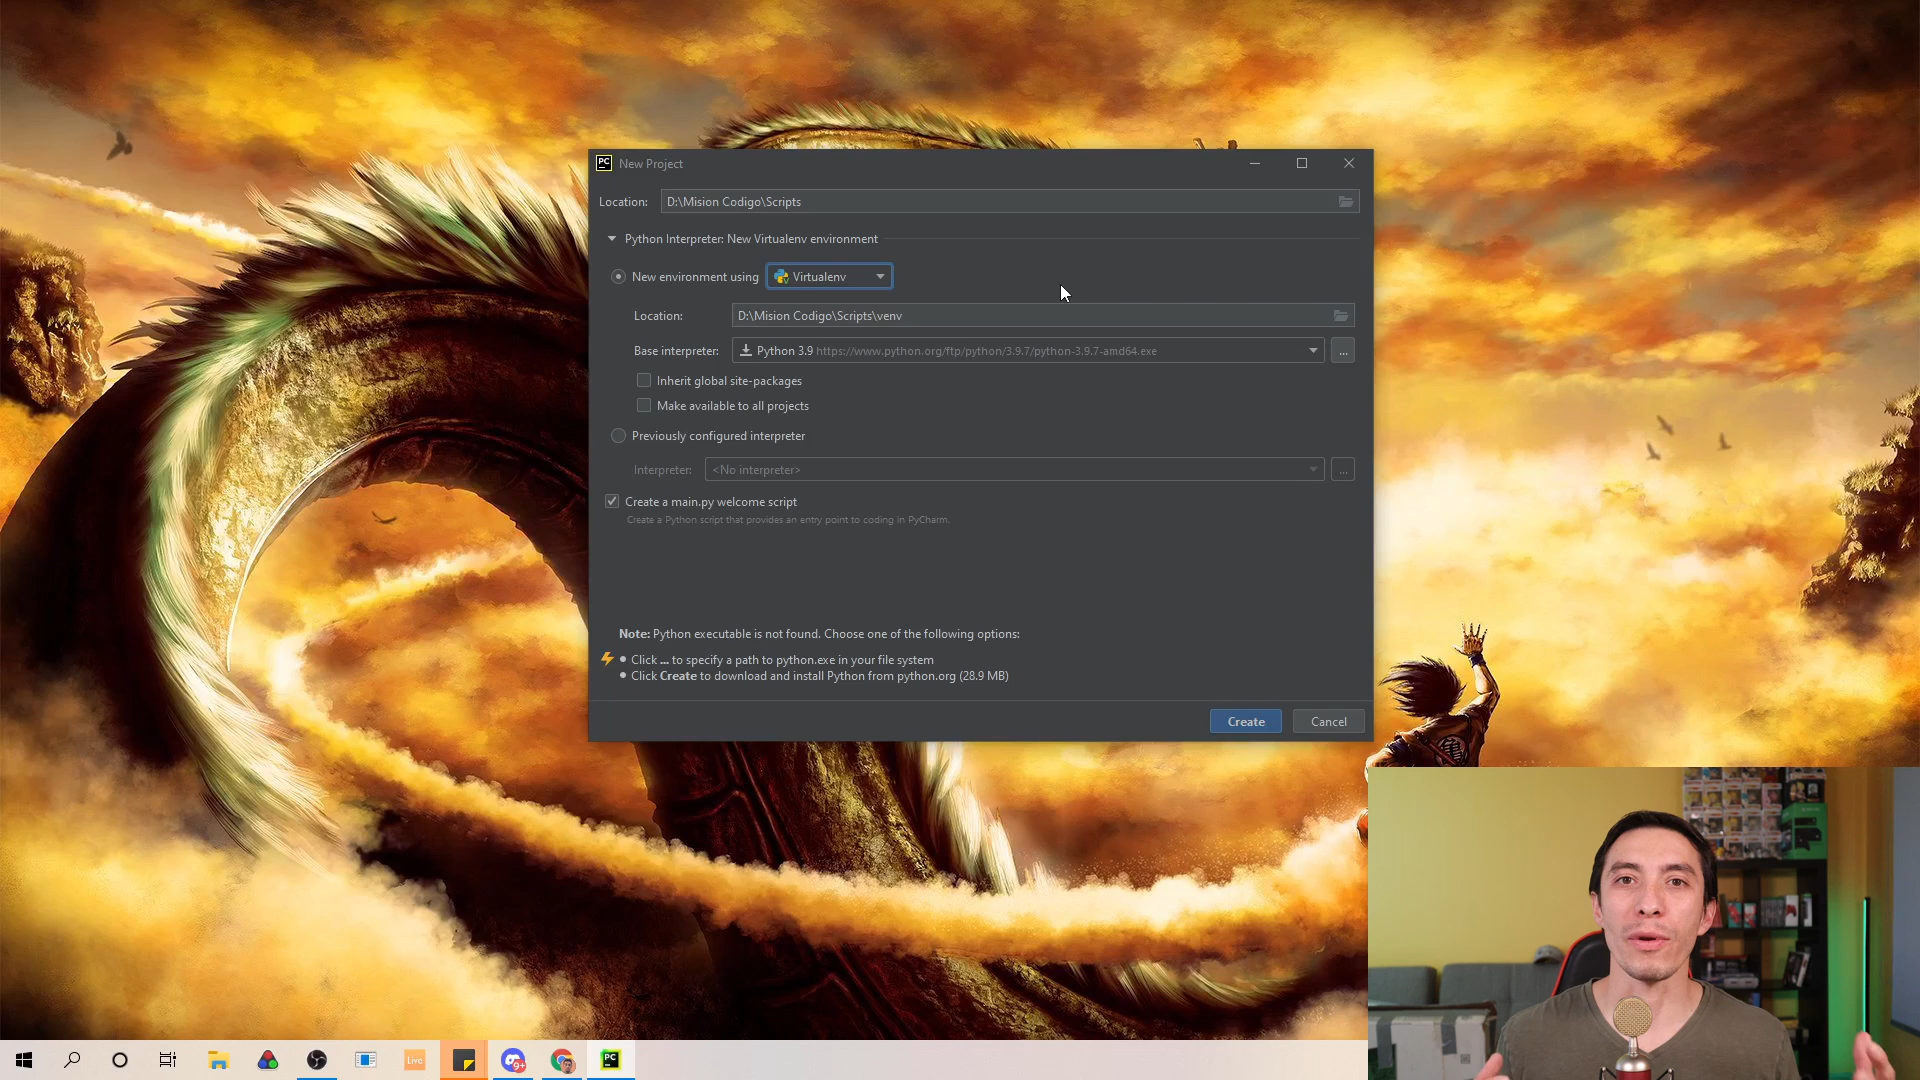 PC New Project
Location: D:\Mision Codigo\Scripts
Python Interpreter: New Virtualenv environment
New environment using Virtualenv
Location: D:\Mision Codigo\Scripts\venv
Base interpreter: Python 3.9 https://www.python.org/ftp/python/3.9.7/python-3.9.7-amd64.exe ...
Inherit global site-packages
Make available to all projects
Previously configured interpreter
Interpreter: <No interpreter> ...
Create a main.py welcome script
Create a Python script that provides an entry point to coding in PyCharm.
Note: Python executable is not found. Choose one of the following options:
• Click ... to specify a path to python.exe in your file system
• Click Create to download and install Python from python.org (28.9 MB)
Create Cancel
Live 9+ PC